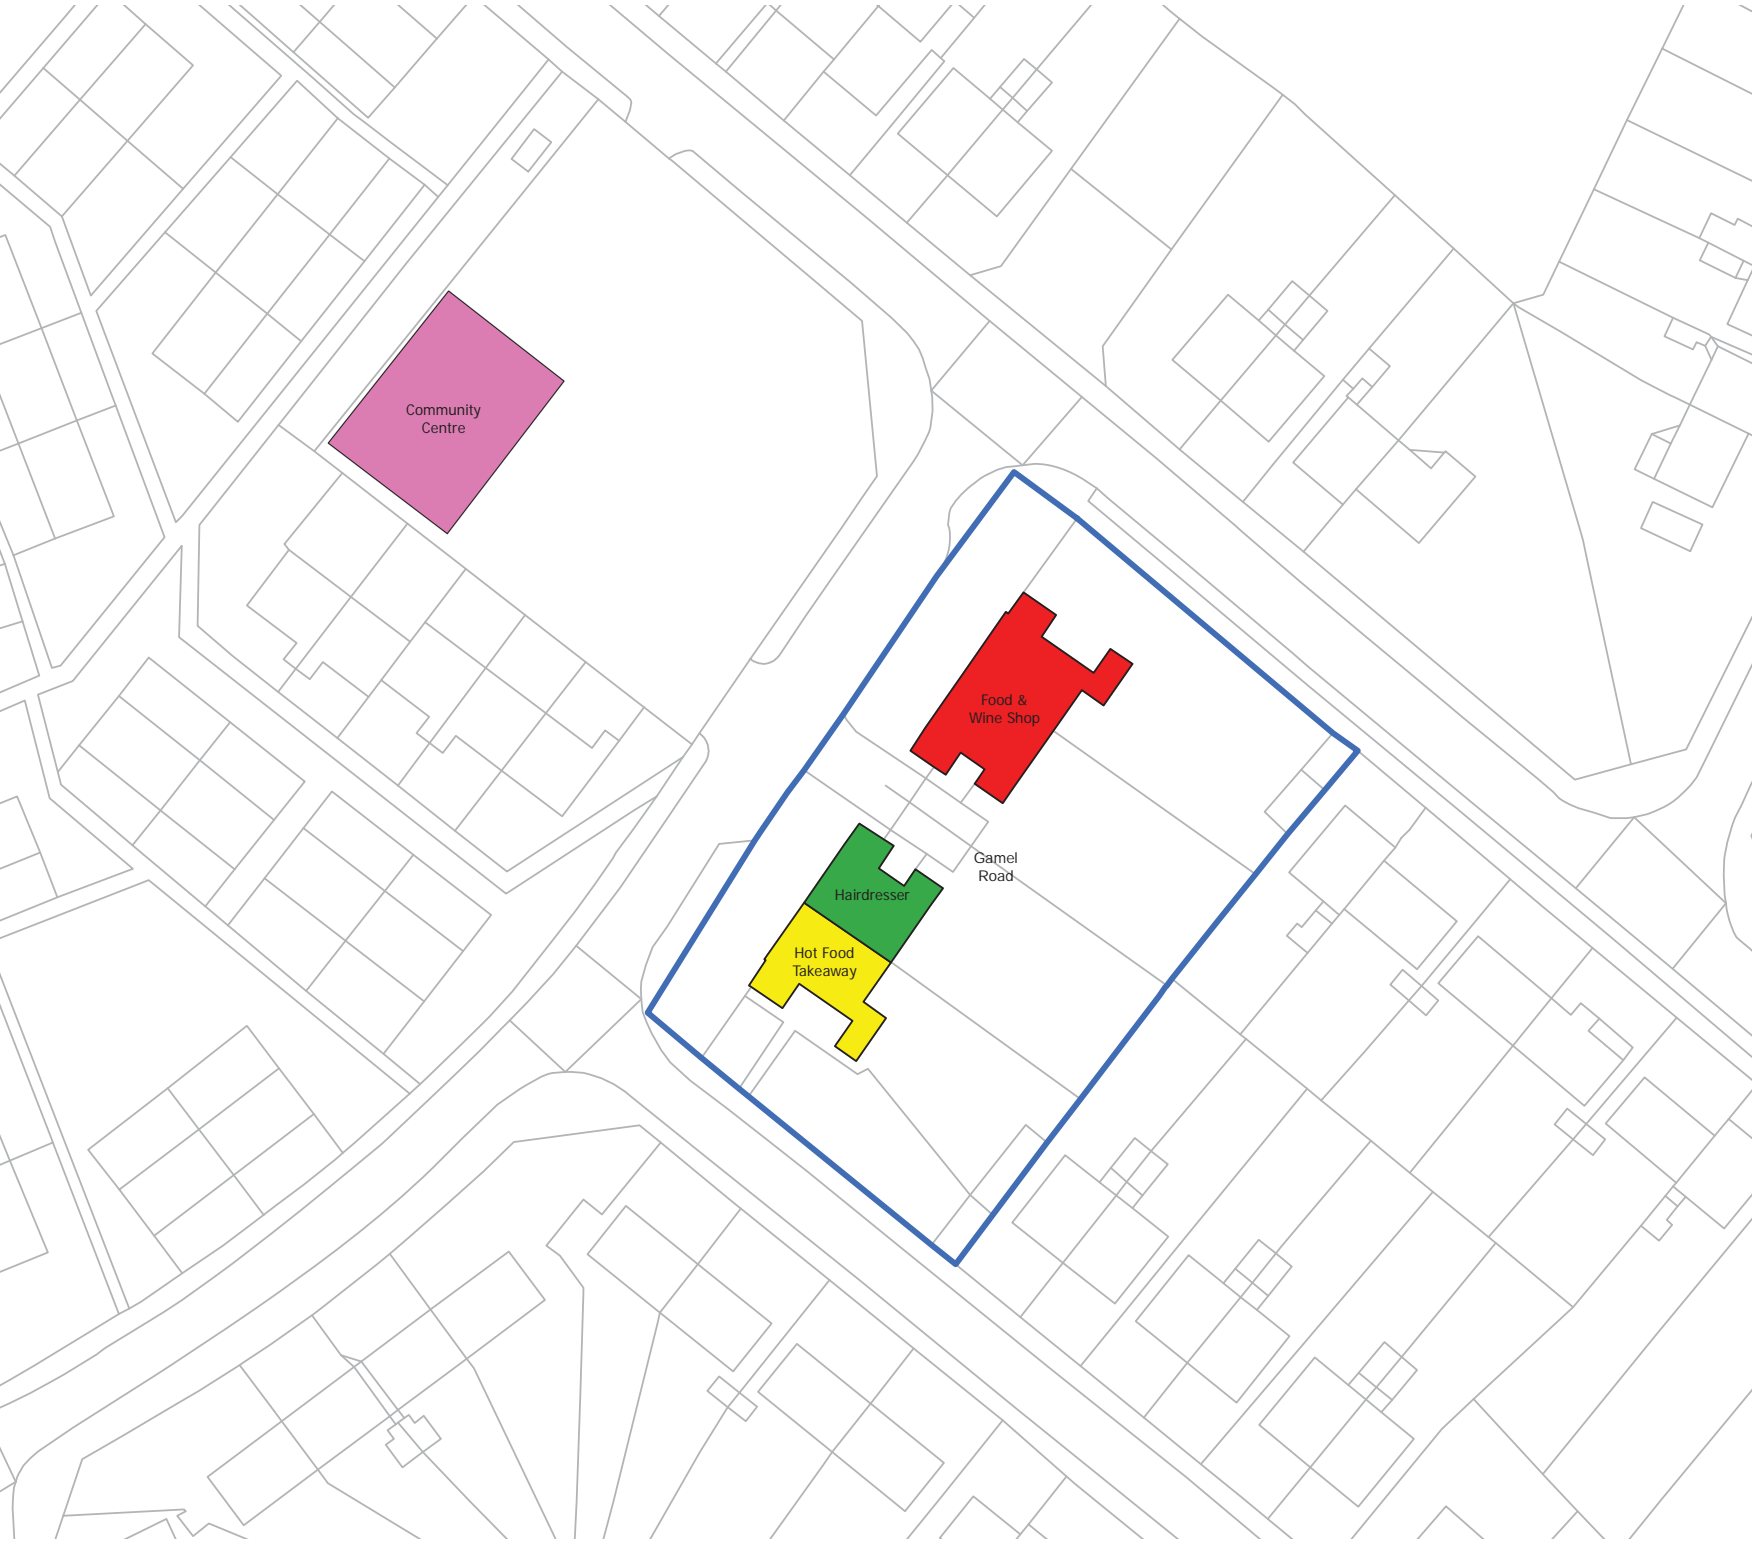 Community
Centre
Food &
Wine Shop
Gamel
Road
Hairdresser
Hot Food
Takeaway